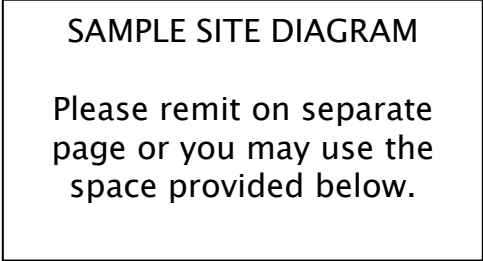 SAMPLE SITE DIAGRAM
Please remit on separate
page or you may use the
space provided below.